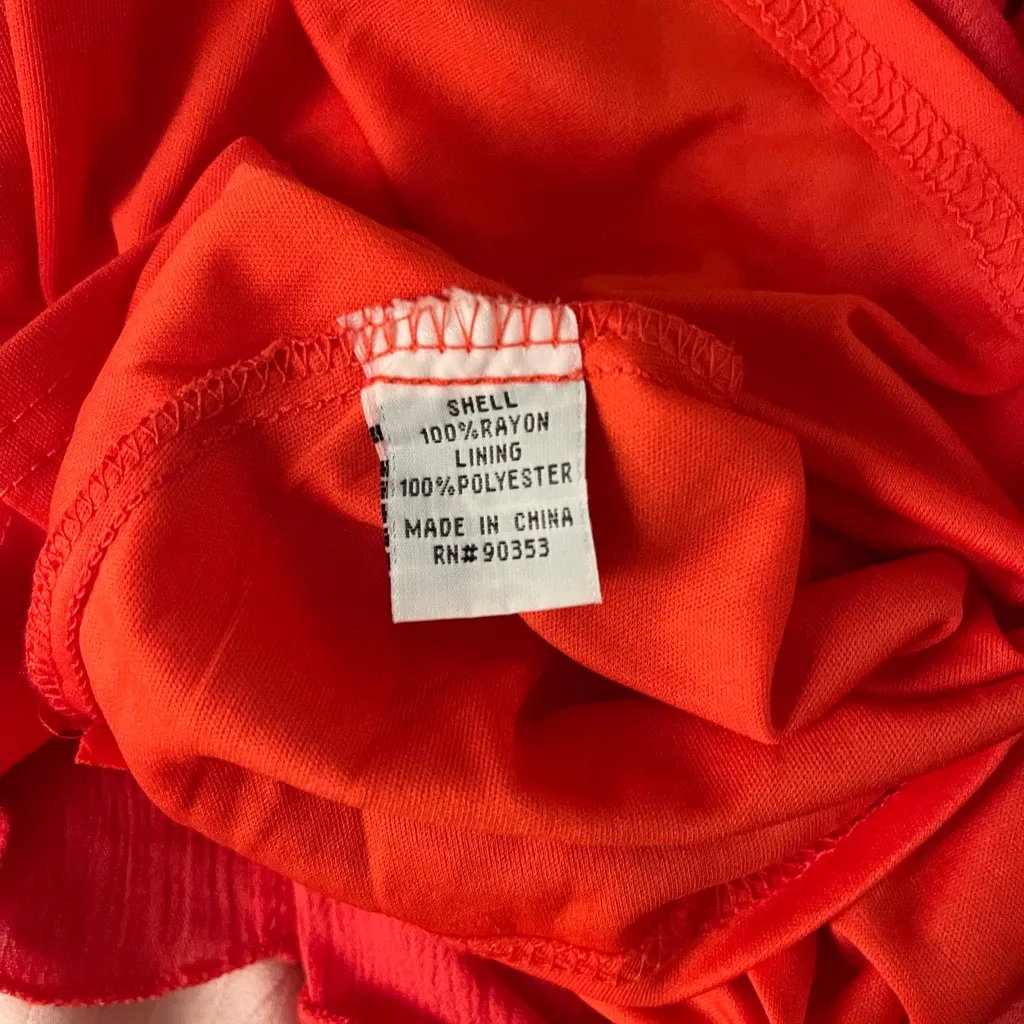 SHELL
100%RAYON
LINING
100%POLYESTER
MADE IN CHINA
RN#90353